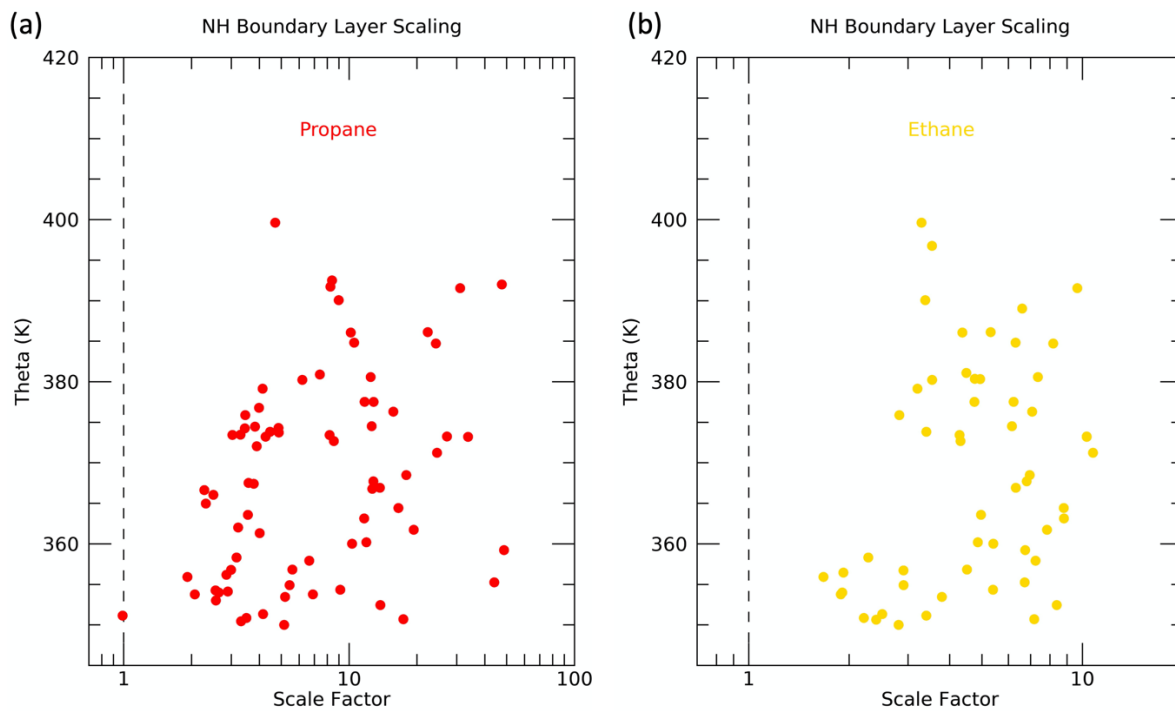 (a)
NH Boundary Layer Scaling
420
400
380
360
Theta (K)
Propane
1
10
100
Scale Factor
(b)
NH Boundary Layer Scaling
420
400
380
360
Theta (K)
Ethane
1
10
Scale Factor